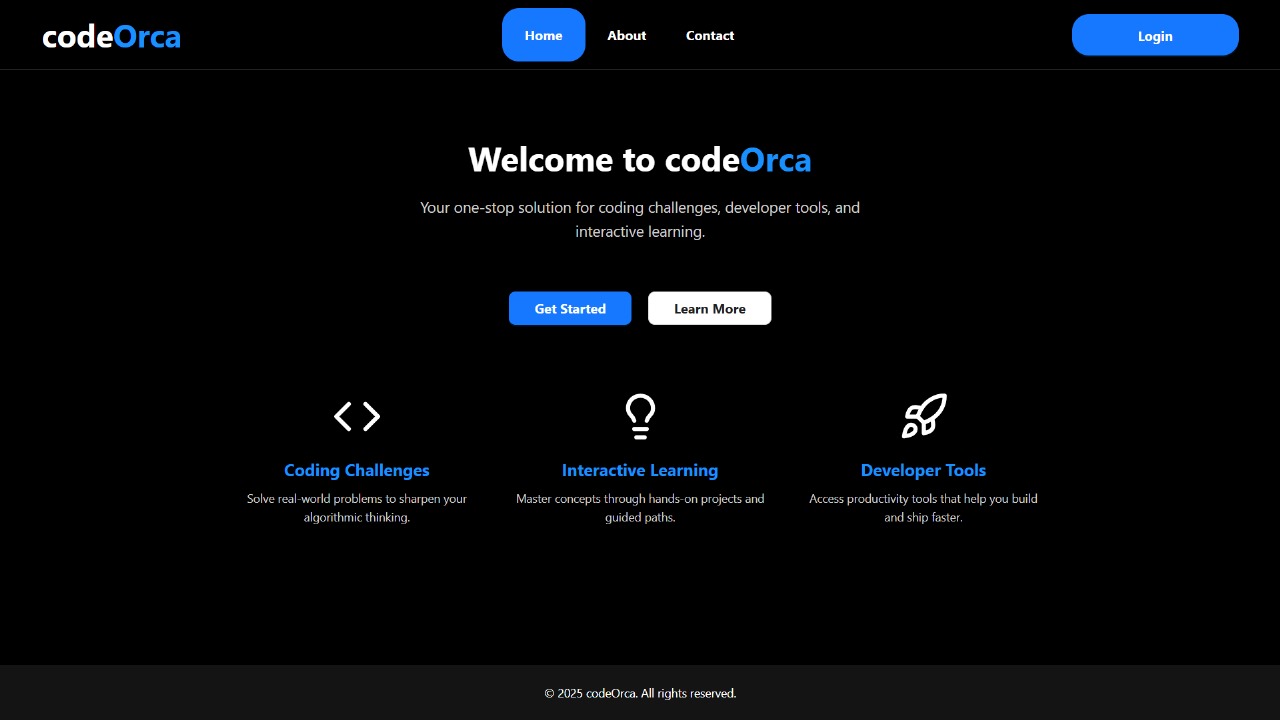 codeOrca
Home
About
Contact
Login
Welcome to codeOrca
Your one-stop solution for coding challenges, developer tools, and
interactive learning.
Get Started
Learn More
Coding Challenges
Solve real-world problems to sharpen your
algorithmic thinking.
Interactive Learning
Master concepts through hands-on projects and
guided paths.
Developer Tools
Access productivity tools that help you build
and ship faster.
© 2025 codeOrca. All rights reserved.